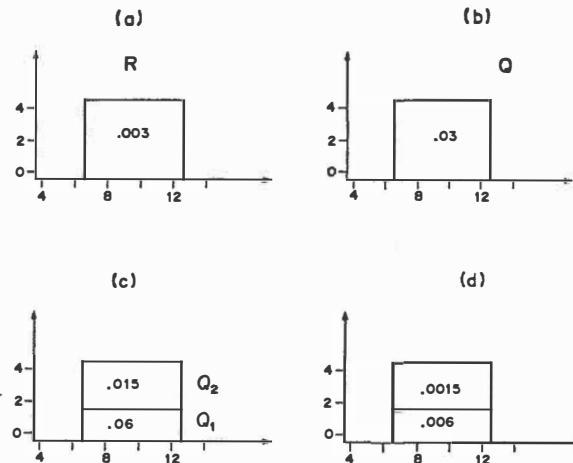 (a) (b)
R Q
4 4
2 .003 2 .03
0 0
4 8 12 4 8 12
(c) (d)
4 4
.015 Q₂ .0015
2 2
.06 Q₁ .006
0 0
4 8 12 4 8 12